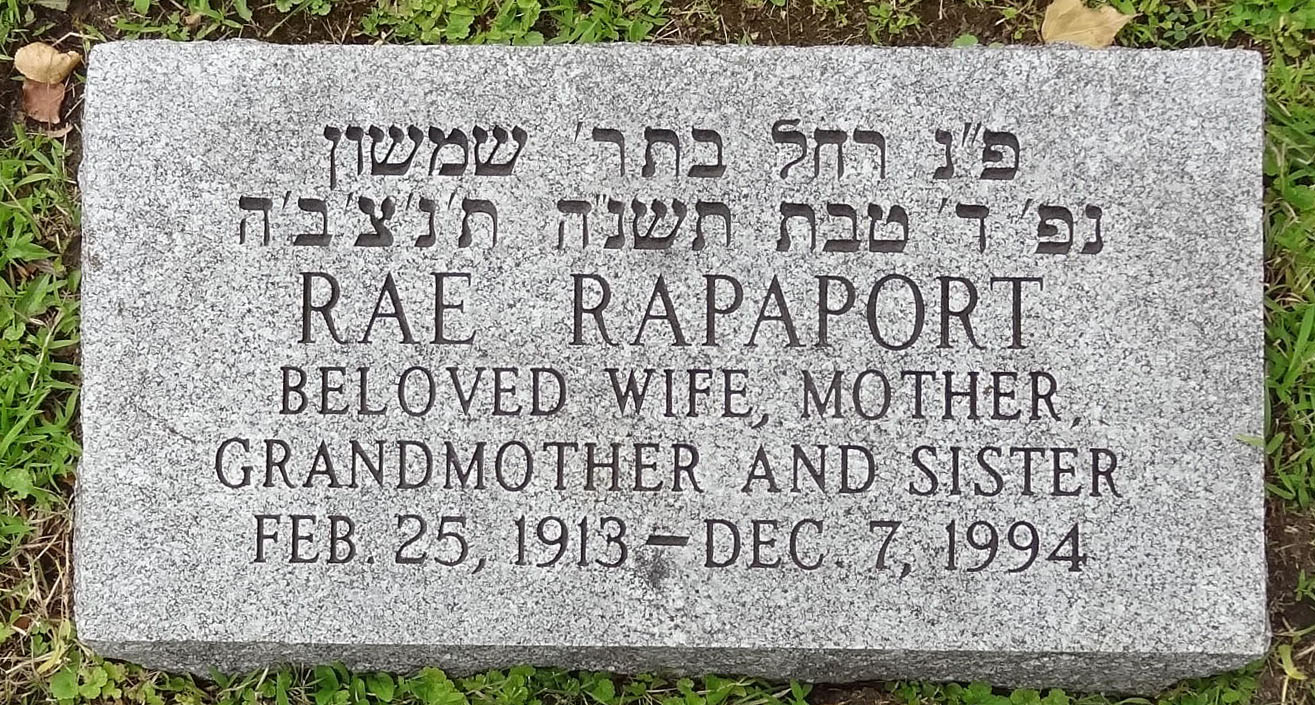 פ"נ רחל בתר' שמשון
נפ' ד' טבת תשנ"ה ת'נ'צ'ב'ה
RAE RAPAPORT
BELOVED WIFE, MOTHER,
GRANDMOTHER AND SISTER
FEB. 25, 1913 – DEC. 7, 1994